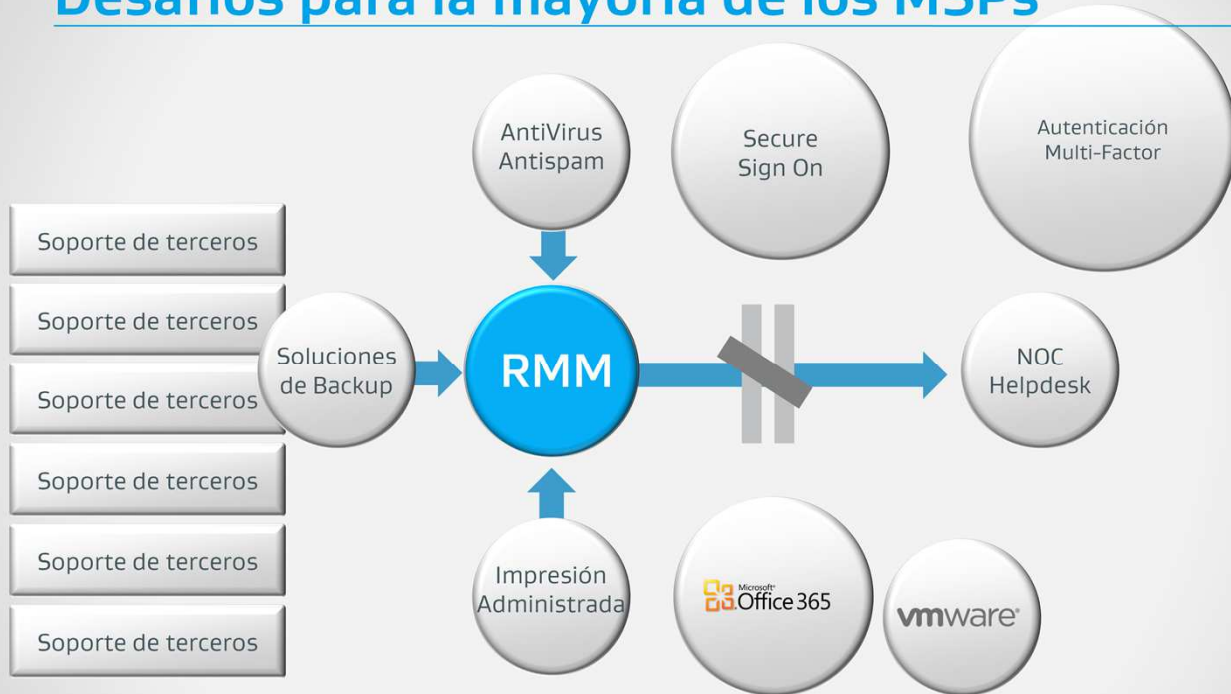 Desafíos para la mayoría de los MSPs
AntiVirus
Antispam
Secure
Sign On
Autenticación
Multi-Factor
Soporte de terceros
Soporte de terceros
Soporte de terceros
Soporte de terceros
Soporte de terceros
Soporte de terceros
Soluciones
de Backup
RMM
NOC
Helpdesk
Impresión
Administrada
Microsoft®
Office 365
vmware®